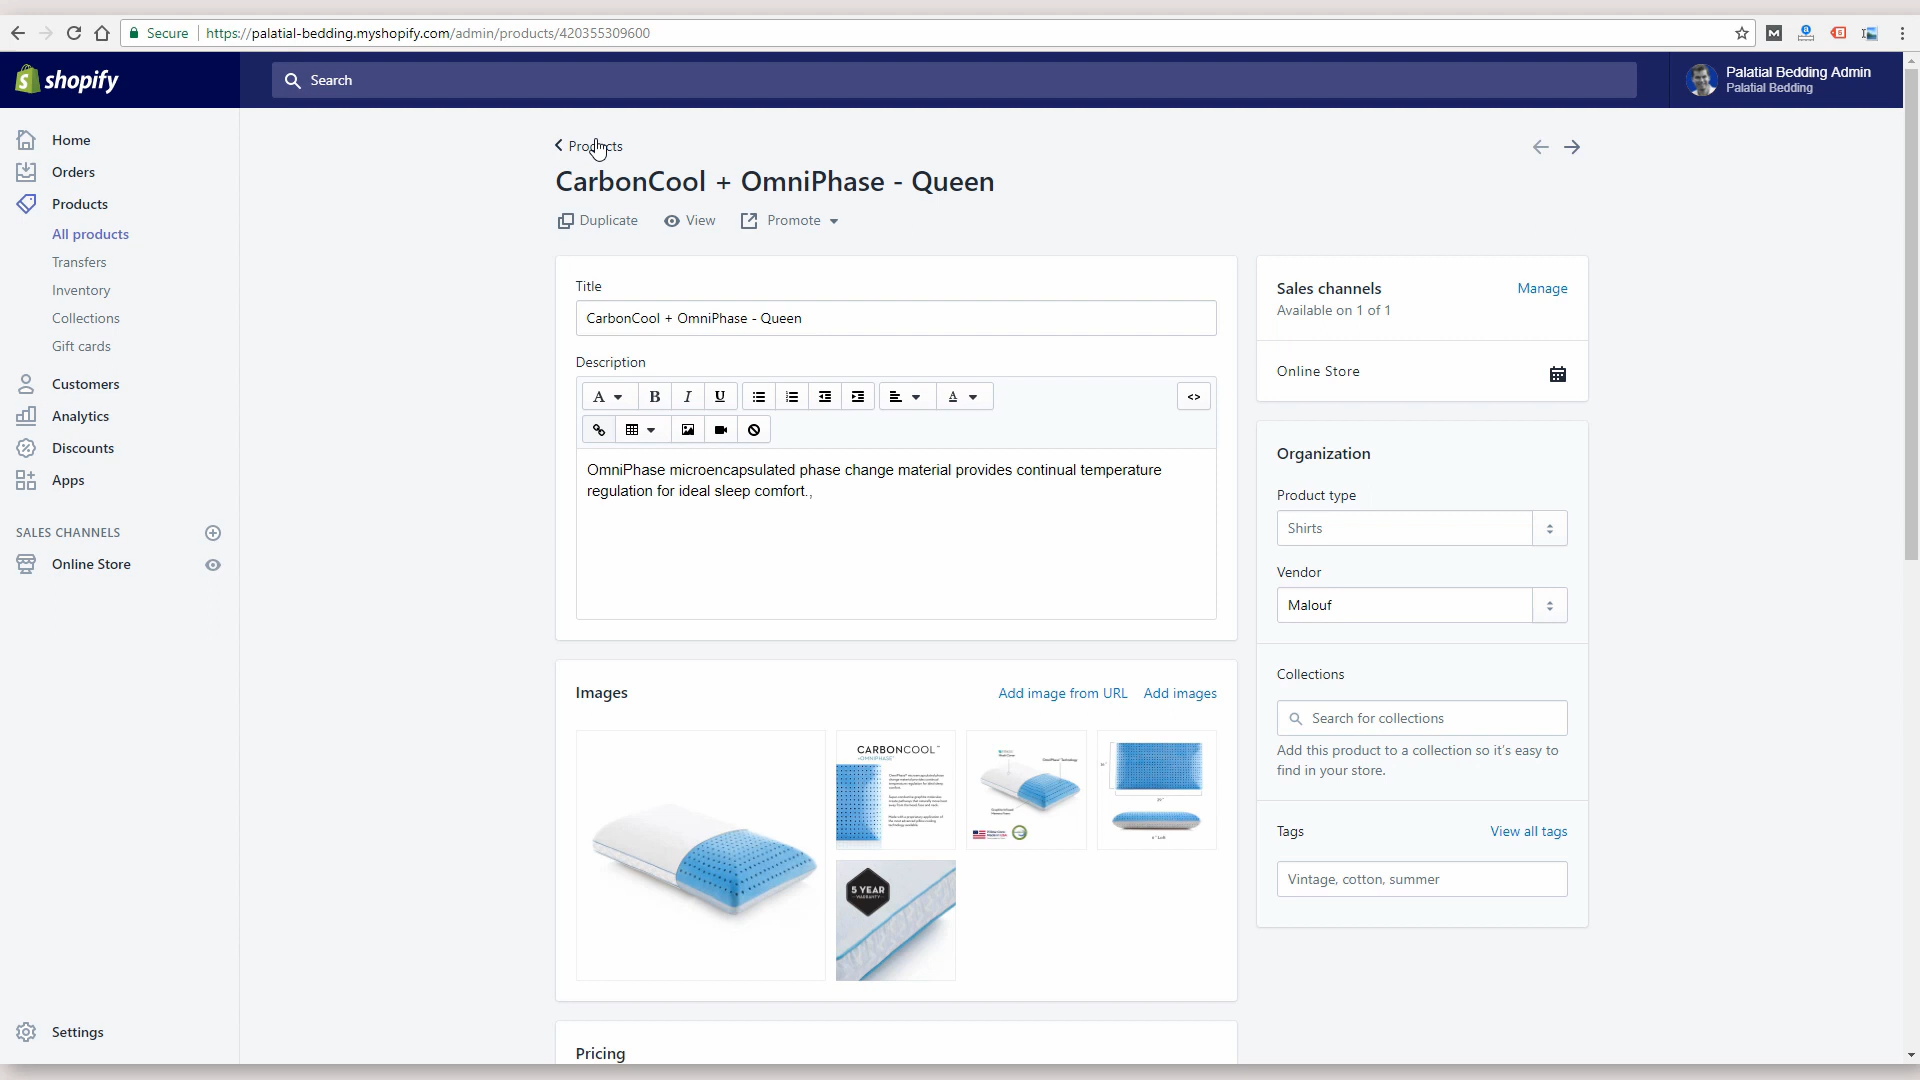 Secure https://palatial-bedding.myshopify.com/admin/products/420355309600
shopify
Search
Palatial Bedding Admin
Palatial Bedding
Home
Orders
Products
All products
Transfers
Inventory
Collections
Gift cards
Customers
Analytics
Discounts
Apps
SALES CHANNELS
Online Store
Settings
Products
CarbonCool + OmniPhase - Queen
Duplicate View Promote
Title
CarbonCool + OmniPhase - Queen
Description
OmniPhase microencapsulated phase change material provides continual temperature
regulation for ideal sleep comfort.,
Images Add image from URL Add images
CARBONCOOL™
+OMNIPHASE™
5 YEAR
WARRANTY
Pricing
Sales channels Manage
Available on 1 of 1
Online Store
Organization
Product type
Shirts
Vendor
Malouf
Collections
Search for collections
Add this product to a collection so it's easy to
find in your store.
Tags View all tags
Vintage, cotton, summer